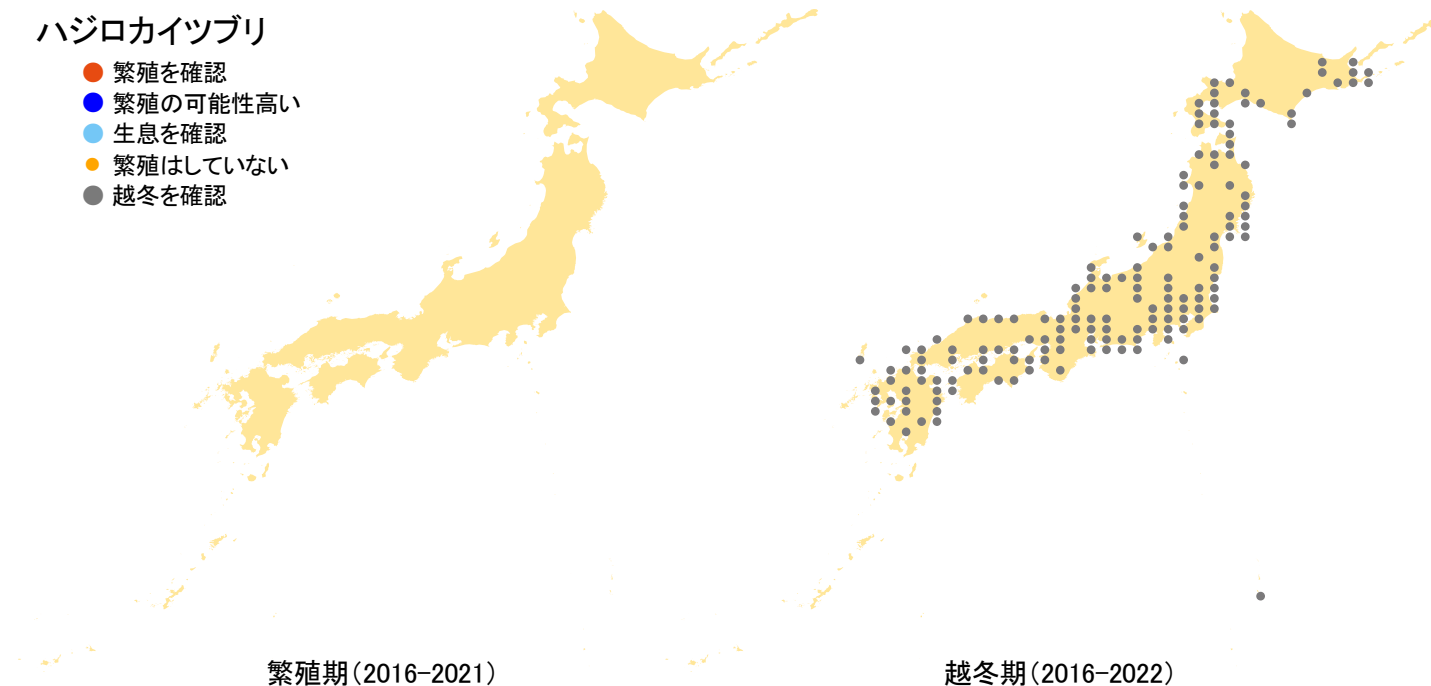 ハジロカイツブリ
繁殖を確認
繁殖の可能性高い
生息を確認
繁殖はしていない
越冬を確認
繁殖期（2016-2021）
越冬期（2016-2022）